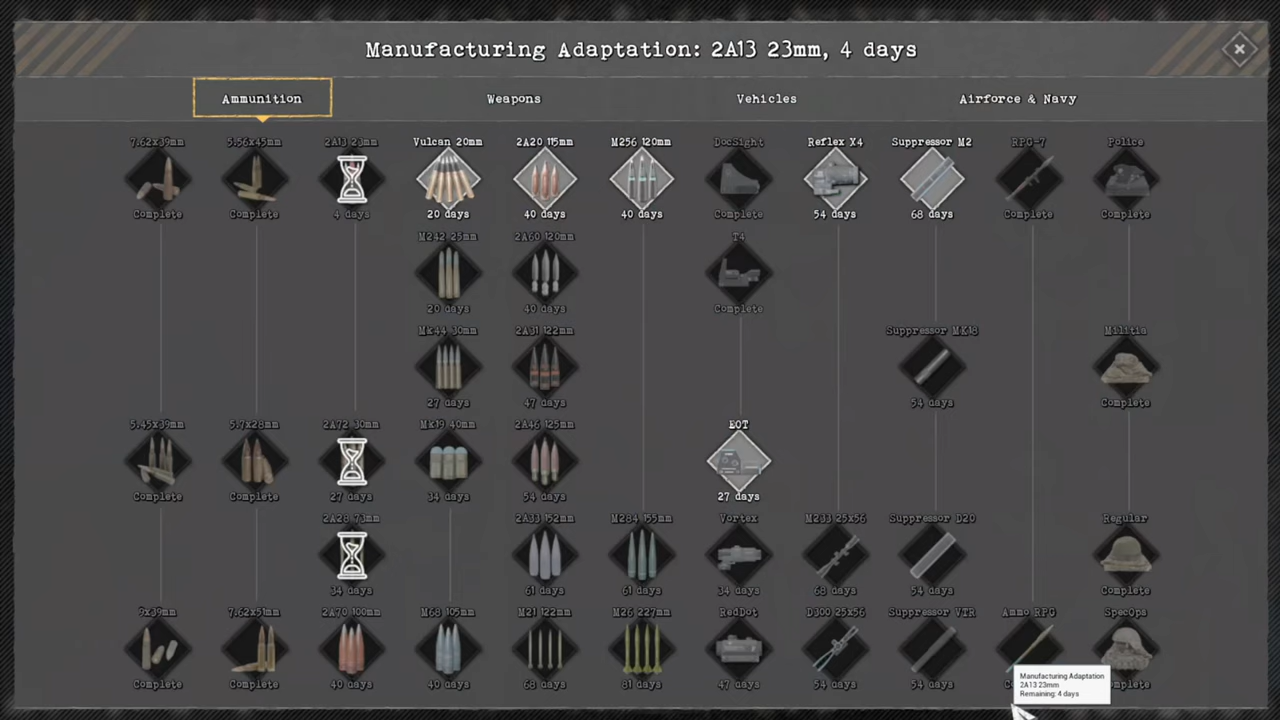 Manufacturing Adaptation: 2A13 23mm, 4 days
Ammunition Weapons Vehicles Airforce & Navy
7.62x39mm 5.56x45mm 2A13 23mm Vulcan 20mm 2A20 115mm M256 120mm DocSight Reflex X4 Suppressor M2 RPG-7 Police
Complete Complete 4 days 20 days 40 days 40 days Complete 54 days 68 days Complete Complete
M242 25mm 2A60 120mm T4
20 days 40 days Complete
Mk44 30mm 2A31 122mm Suppressor MK18 Militia
27 days 47 days 54 days Complete
5.45x39mm 5.7x28mm 2A72 30mm Mk19 40mm 2A46 125mm EOT
Complete Complete 27 days 34 days 54 days 27 days
2A28 73mm 2A33 152mm M284 155mm Vortex M233 25x56 Suppressor D20 Regular
34 days 61 days 61 days 34 days 68 days 54 days Complete
9x39mm 7.62x51mm 2A70 100mm M68 105mm M21 122mm M26 227mm RedDot D300 25x56 Suppressor VTR Ammo RPG SpecOps
Complete Complete 40 days 40 days 68 days 81 days 47 days 54 days 54 days
Manufacturing Adaptation
2A13 23mm
Remaining: 4 days